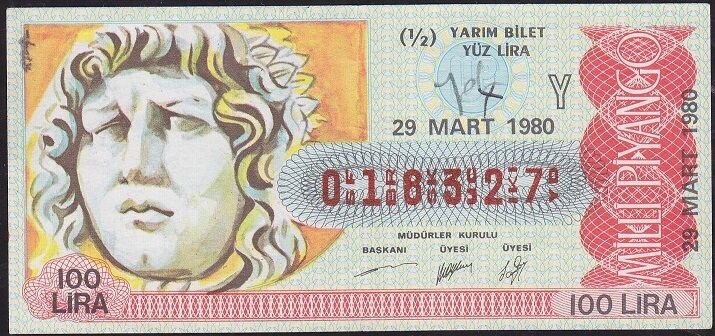 (½) YARIM BİLET
YÜZ LİRA
Y
29 MART 1980
0 1 8 3 2 7
MÜDÜRLER KURULU
BAŞKANI ÜYESİ ÜYESİ
100
LİRA
100 LİRA
MİLLİ PİYANGO
29 MART 1980